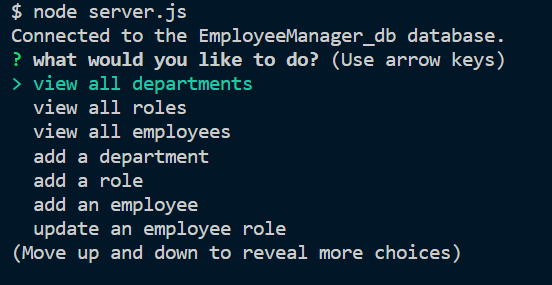 $ node server.js
Connected to the EmployeeManager_db database.
? what would you like to do? (Use arrow keys)
> view all departments
view all roles
view all employees
add a department
add a role
add an employee
update an employee role
(Move up and down to reveal more choices)